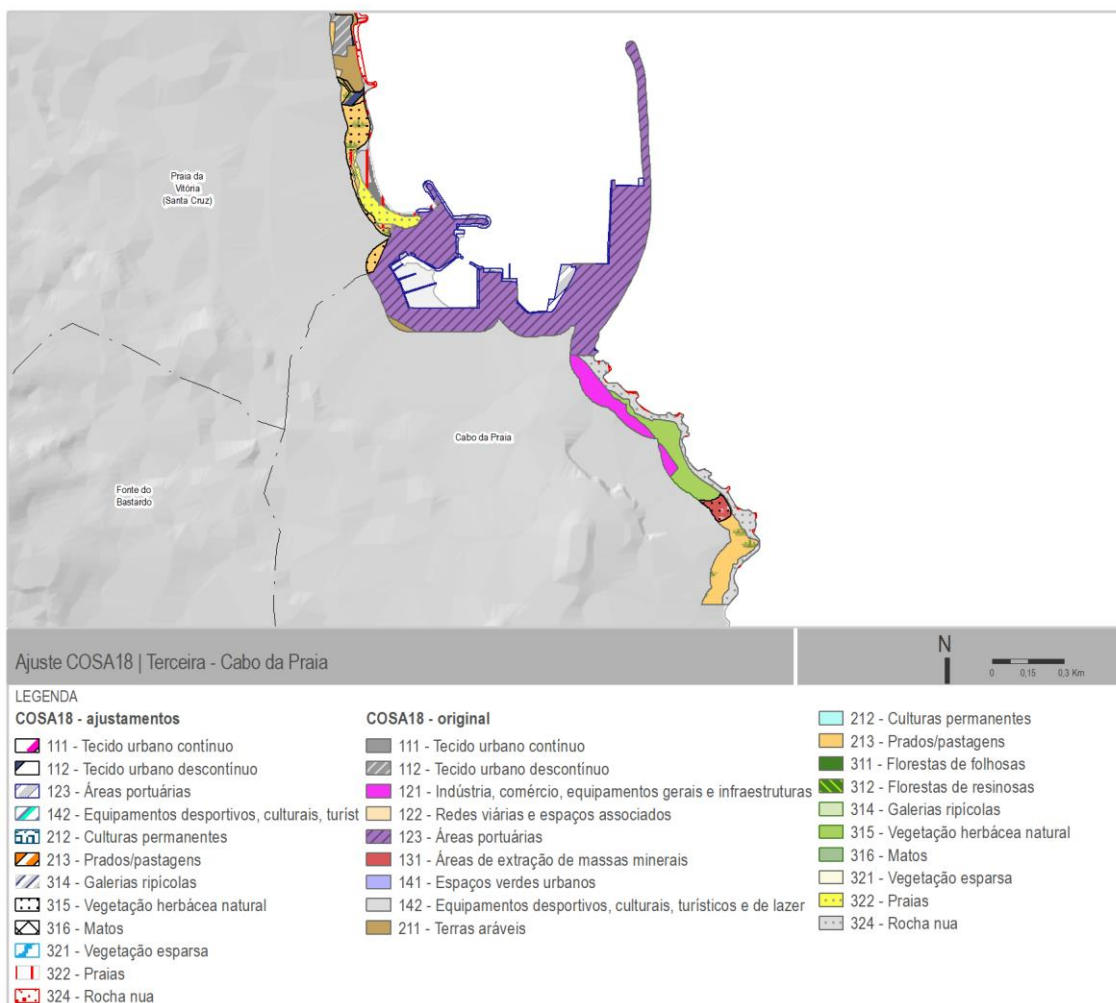 Praia da
Vitória
(Santa Cruz)
Cabo da Praia
Fonte do
Bastardo
Ajuste COSA18 | Terceira - Cabo da Praia
N
0 0,15 0,3 Km
LEGENDA
COSA18 - ajustamentos
111 - Tecido urbano contínuo
112 - Tecido urbano descontínuo
123 - Áreas portuárias
142 - Equipamentos desportivos, culturais, turíst
212 - Culturas permanentes
213 - Prados/pastagens
314 - Galerias ripícolas
315 - Vegetação herbácea natural
316 - Matos
321 - Vegetação esparsa
322 - Praias
324 - Rocha nua
COSA18 - original
111 - Tecido urbano contínuo
112 - Tecido urbano descontínuo
121 - Indústria, comércio, equipamentos gerais e infraestruturas
122 - Redes viárias e espaços associados
123 - Áreas portuárias
131 - Áreas de extração de massas minerais
141 - Espaços verdes urbanos
142 - Equipamentos desportivos, culturais, turísticos e de lazer
211 - Terras aráveis
212 - Culturas permanentes
213 - Prados/pastagens
311 - Florestas de folhosas
312 - Florestas de resinosas
314 - Galerias ripícolas
315 - Vegetação herbácea natural
316 - Matos
321 - Vegetação esparsa
322 - Praias
324 - Rocha nua